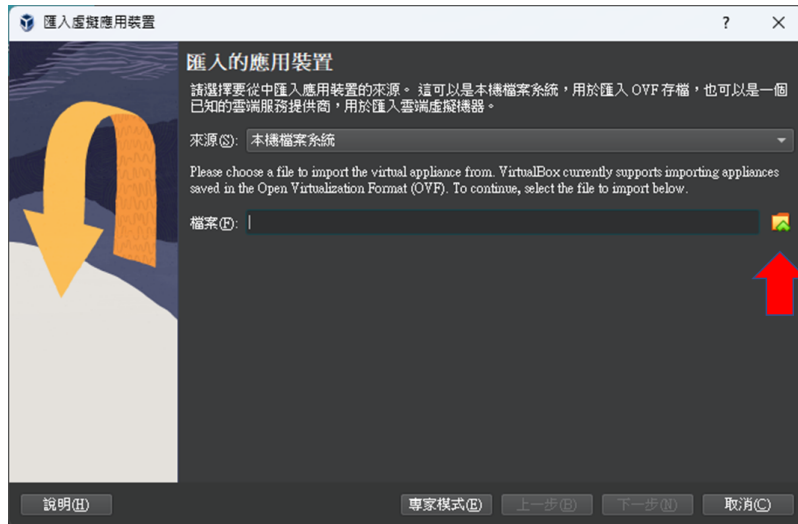 匯入虛擬應用裝置
?
匯入的應用裝置
請選擇要從中匯入應用裝置的來源。 這可以是本機檔案系統，用於匯入 OVF 存檔，也可以是一個
已知的雲端服務提供商，用於匯入雲端虛擬機器。
來源(S): 本機檔案系統
Please choose a file to import the virtual appliance from. VirtualBox currently supports importing appliances
saved in the Open Virtualization Format (OVF). To continue, select the file to import below.
檔案(F):
說明(H) 專家模式(E) 上一步(B) 下一步(N) 取消(C)